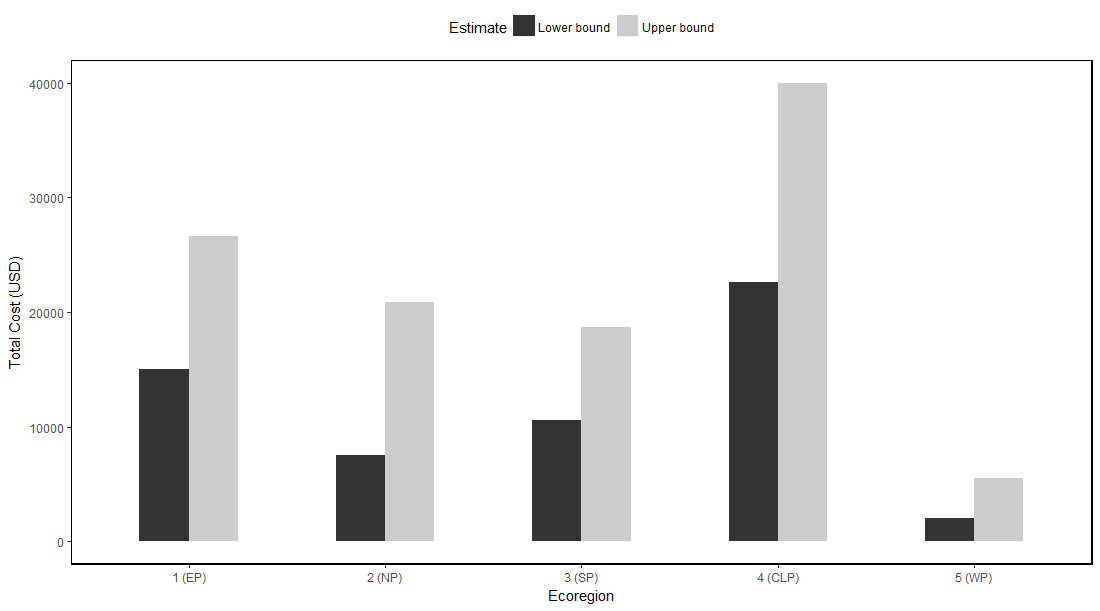 Estimate Lower bound Upper bound
40000
30000
20000
10000
0
Total Cost (USD)
1 (EP) 2 (NP) 3 (SP) 4 (CLP) 5 (WP)
Ecoregion